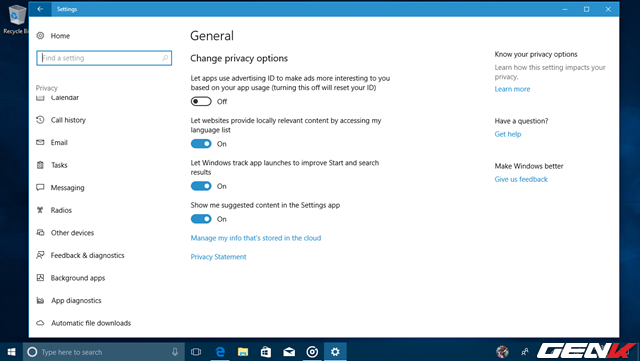 Recycle B
Settings
Home
Find a setting
Privacy
Calendar
Call history
Email
Tasks
Messaging
Radios
Other devices
Feedback & diagnostics
Background apps
App diagnostics
Automatic file downloads
General
Change privacy options
Let apps use advertising ID to make ads more interesting to you
based on your app usage (turning this off will reset your ID)
Off
Let websites provide locally relevant content by accessing my
language list
On
Let Windows track app launches to improve Start and search
results
On
Show me suggested content in the Settings app
On
Manage my info that's stored in the cloud
Privacy Statement
Know your privacy options
Learn how this setting impacts your
privacy.
Learn more
Have a question?
Get help
Make Windows better
Give us feedback
Type here to search
GENK